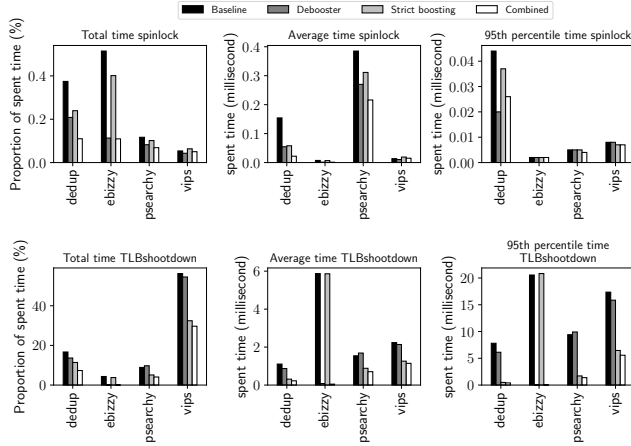 Baseline Debooster Strict boosting Combined
Total time spinlock
Proportion of spent time (%)
0.4
0.2
0.0
dedup ebizzy psearchy vips
Average time spinlock
spent time (millisecond)
0.4
0.3
0.2
0.1
0.0
dedup ebizzy psearchy vips
95th percentile time spinlock
spent time (millisecond)
0.04
0.03
0.02
0.01
0.00
dedup ebizzy psearchy vips
Total time TLBshootdown
Proportion of spent time (%)
40
20
0
dedup ebizzy psearchy vips
Average time TLBshootdown
spent time (millisecond)
6
4
2
0
dedup ebizzy psearchy vips
95th percentile time
TLBshootdown
spent time (millisecond)
20
15
10
5
0
dedup ebizzy psearchy vips